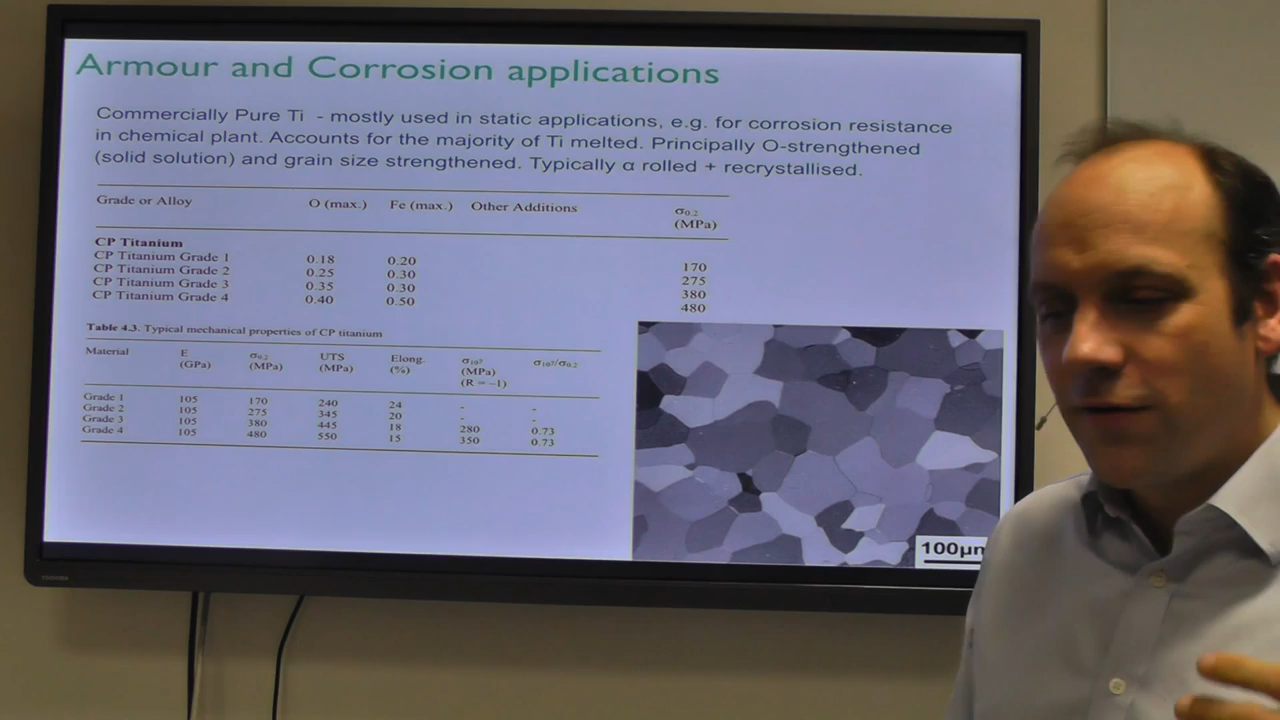 Armour and Corrosion applications
Commercially Pure Ti - mostly used in static applications, e.g. for corrosion resistance
in chemical plant. Accounts for the majority of Ti melted. Principally O-strengthened
(solid solution) and grain size strengthened. Typically α rolled + recrystallised.
Grade or Alloy O (max.) Fe (max.) Other Additions σ0.2
(MPa)
CP Titanium
CP Titanium Grade 1 0.18 0.20 170
CP Titanium Grade 2 0.25 0.30 275
CP Titanium Grade 3 0.35 0.30 380
CP Titanium Grade 4 0.40 0.50 480
Table 4.3. Typical mechanical properties of CP titanium
Material E σ0.2 UTS Elong. σ10⁷ σ10⁷/σ0.2
(GPa) (MPa) (MPa) (%) (MPa)
(R = -1)
Grade 1 105 170 240 24 - -
Grade 2 105 275 345 20 - -
Grade 3 105 380 445 18 280 0.73
Grade 4 105 480 550 15 350 0.73
100µm
TOSHIBA